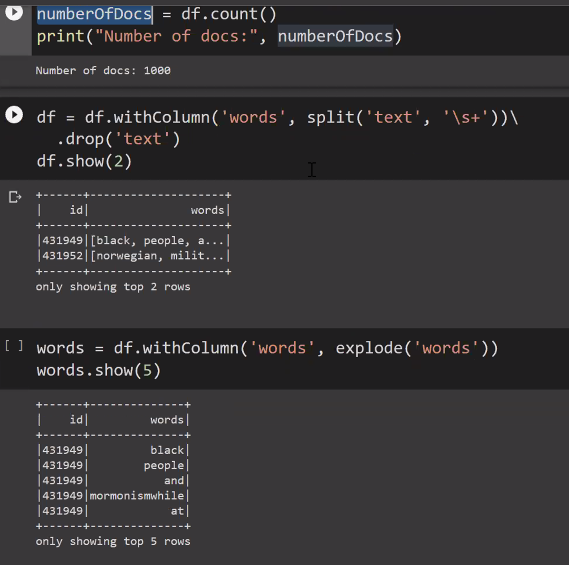 numberOfDocs = df.count()
print("Number of docs:", numberOfDocs)
Number of docs: 1000
df = df.withColumn('words', split('text', '\s+'))\
  .drop('text')
df.show(2)
+------+--------------------+
|    id|               words|
+------+--------------------+
|431949|[black, people, a...|
|431952|[norwegian, milit...|
+------+--------------------+
only showing top 2 rows
[ ] words = df.withColumn('words', explode('words'))
words.show(5)
+------+--------------+
|    id|         words|
+------+--------------+
|431949|         black|
|431949|        people|
|431949|           and|
|431949|mormonismwhile|
|431949|            at|
+------+--------------+
only showing top 5 rows